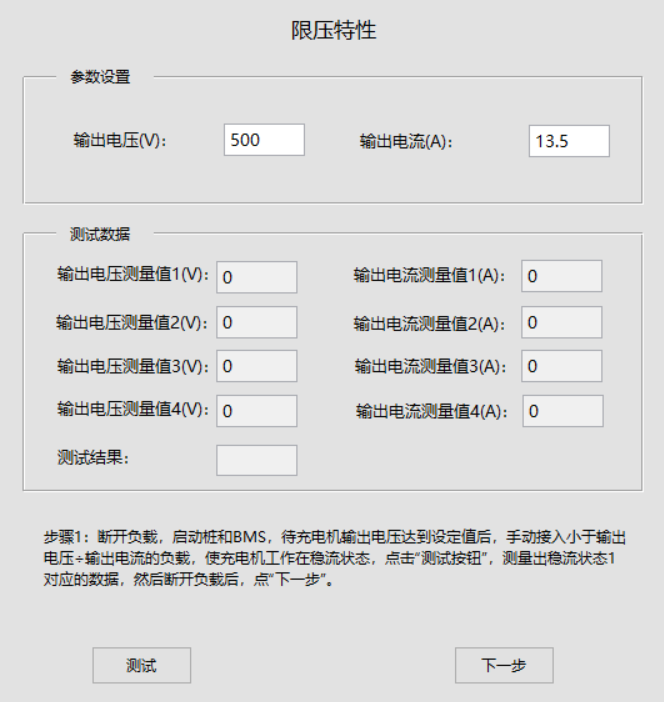 限压特性
参数设置
输出电压(V)： 500 输出电流(A)： 13.5
测试数据
输出电压测量值1(V)： 0 输出电流测量值1(A)： 0
输出电压测量值2(V)： 0 输出电流测量值2(A)： 0
输出电压测量值3(V)： 0 输出电流测量值3(A)： 0
输出电压测量值4(V)： 0 输出电流测量值4(A)： 0
测试结果：
步骤1：断开负载，启动桩和BMS，待充电机输出电压达到设定值后，手动接入小于输出
电压÷输出电流的负载，使充电机工作在稳流状态，点击“测试按钮”，测量出稳流状态1
对应的数据，然后断开负载后，点“下一步”。
测试 下一步